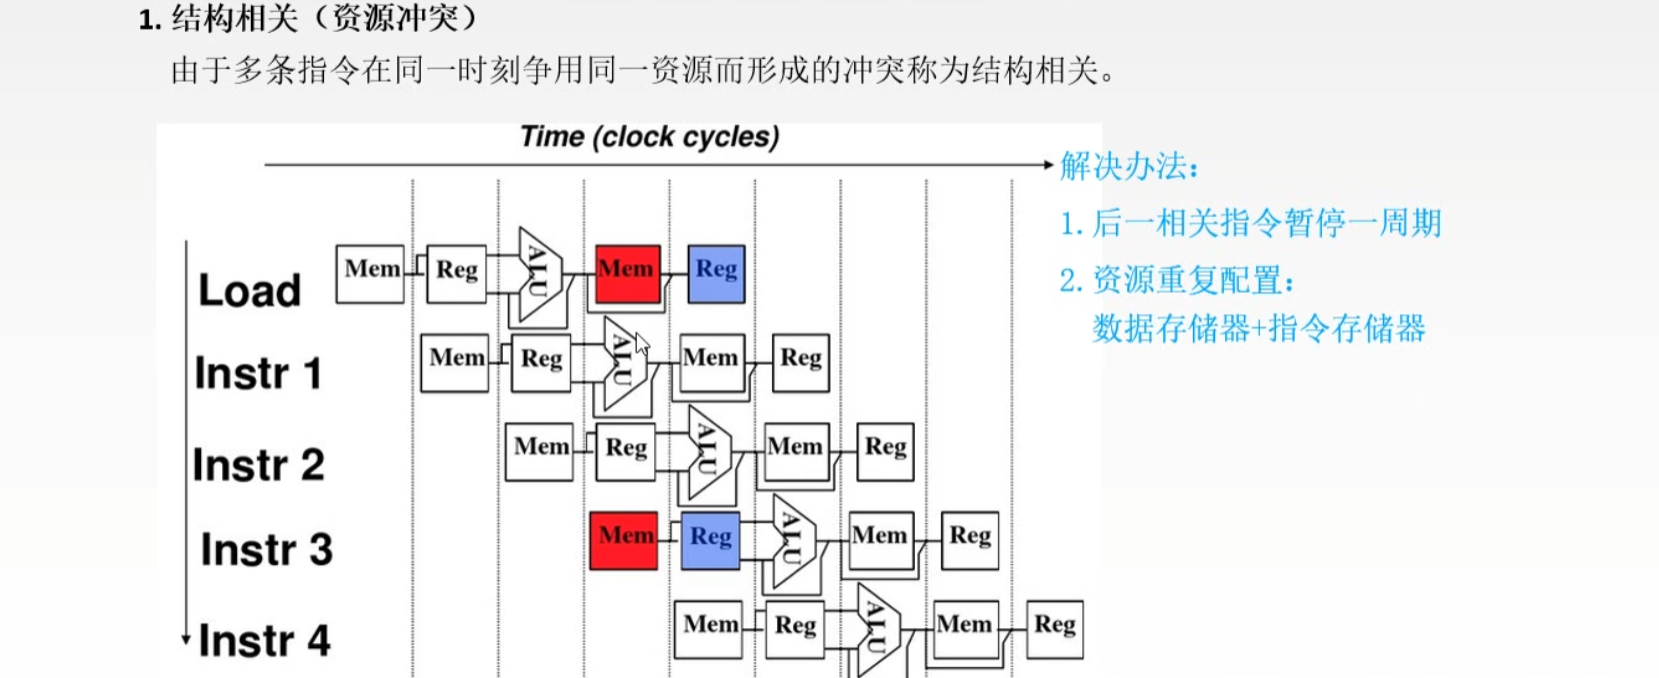 1. 结构相关（资源冲突）
由于多条指令在同一时刻争用同一资源而形成的冲突称为结构相关。
Time (clock cycles)
解决办法：
1. 后一相关指令暂停一周期
2. 资源重复配置：
数据存储器+指令存储器
Load Mem Reg ALU Mem Reg
Instr 1 Mem Reg ALU Mem Reg
Instr 2 Mem Reg ALU Mem Reg
Instr 3 Mem Reg ALU Mem Reg
Instr 4 Mem Reg ALU Mem Reg